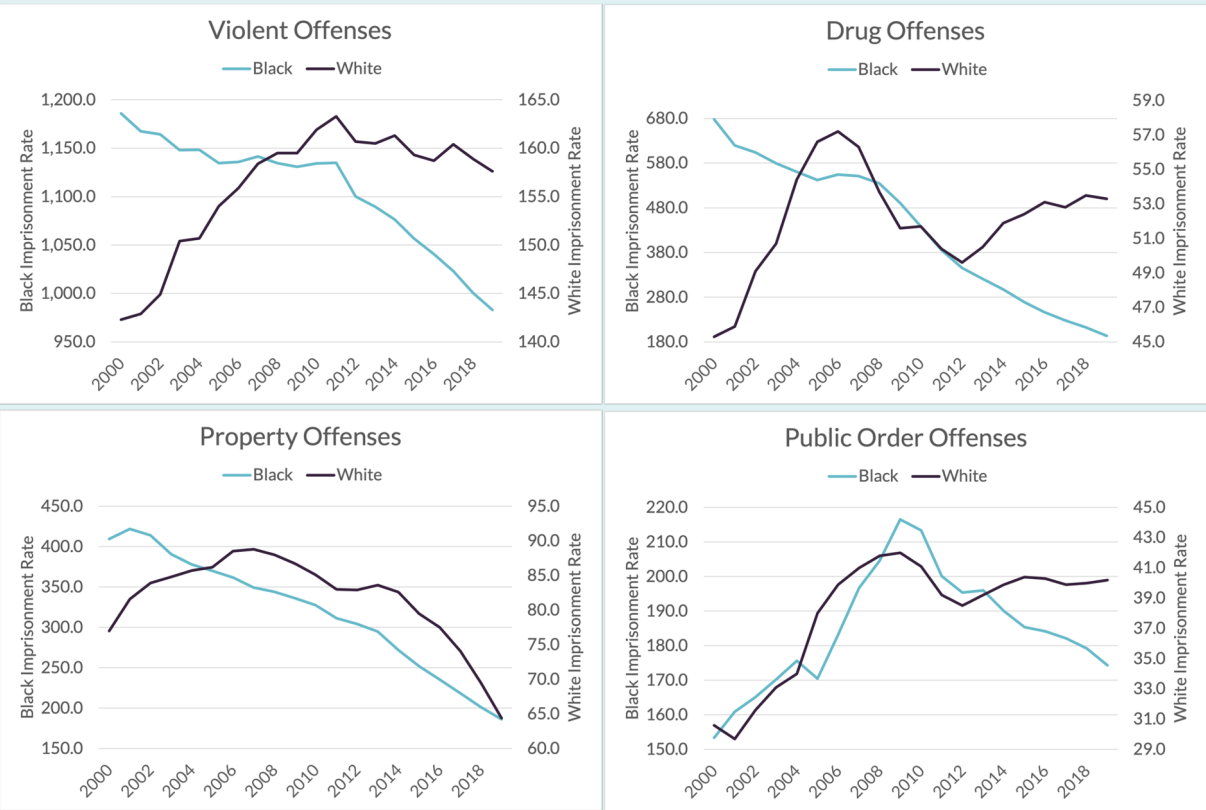 Violent Offenses
Black White
Black Imprisonment Rate
1,200.0
1,150.0
1,100.0
1,050.0
1,000.0
950.0
165.0
160.0
155.0
150.0
145.0
140.0
White Imprisonment Rate
2000 2002 2004 2006 2008 2010 2012 2014 2016 2018
Drug Offenses
Black White
Black Imprisonment Rate
680.0
580.0
480.0
380.0
280.0
180.0
59.0
57.0
55.0
53.0
51.0
49.0
47.0
45.0
White Imprisonment Rate
2000 2002 2004 2006 2008 2010 2012 2014 2016 2018
Property Offenses
Black White
Black Imprisonment Rate
450.0
400.0
350.0
300.0
250.0
200.0
150.0
95.0
90.0
85.0
80.0
75.0
70.0
65.0
60.0
White Imprisonment Rate
2000 2002 2004 2006 2008 2010 2012 2014 2016 2018
Public Order Offenses
Black White
Black Imprisonment Rate
220.0
210.0
200.0
190.0
180.0
170.0
160.0
150.0
45.0
43.0
41.0
39.0
37.0
35.0
33.0
31.0
29.0
White Imprisonment Rate
2000 2002 2004 2006 2008 2010 2012 2014 2016 2018